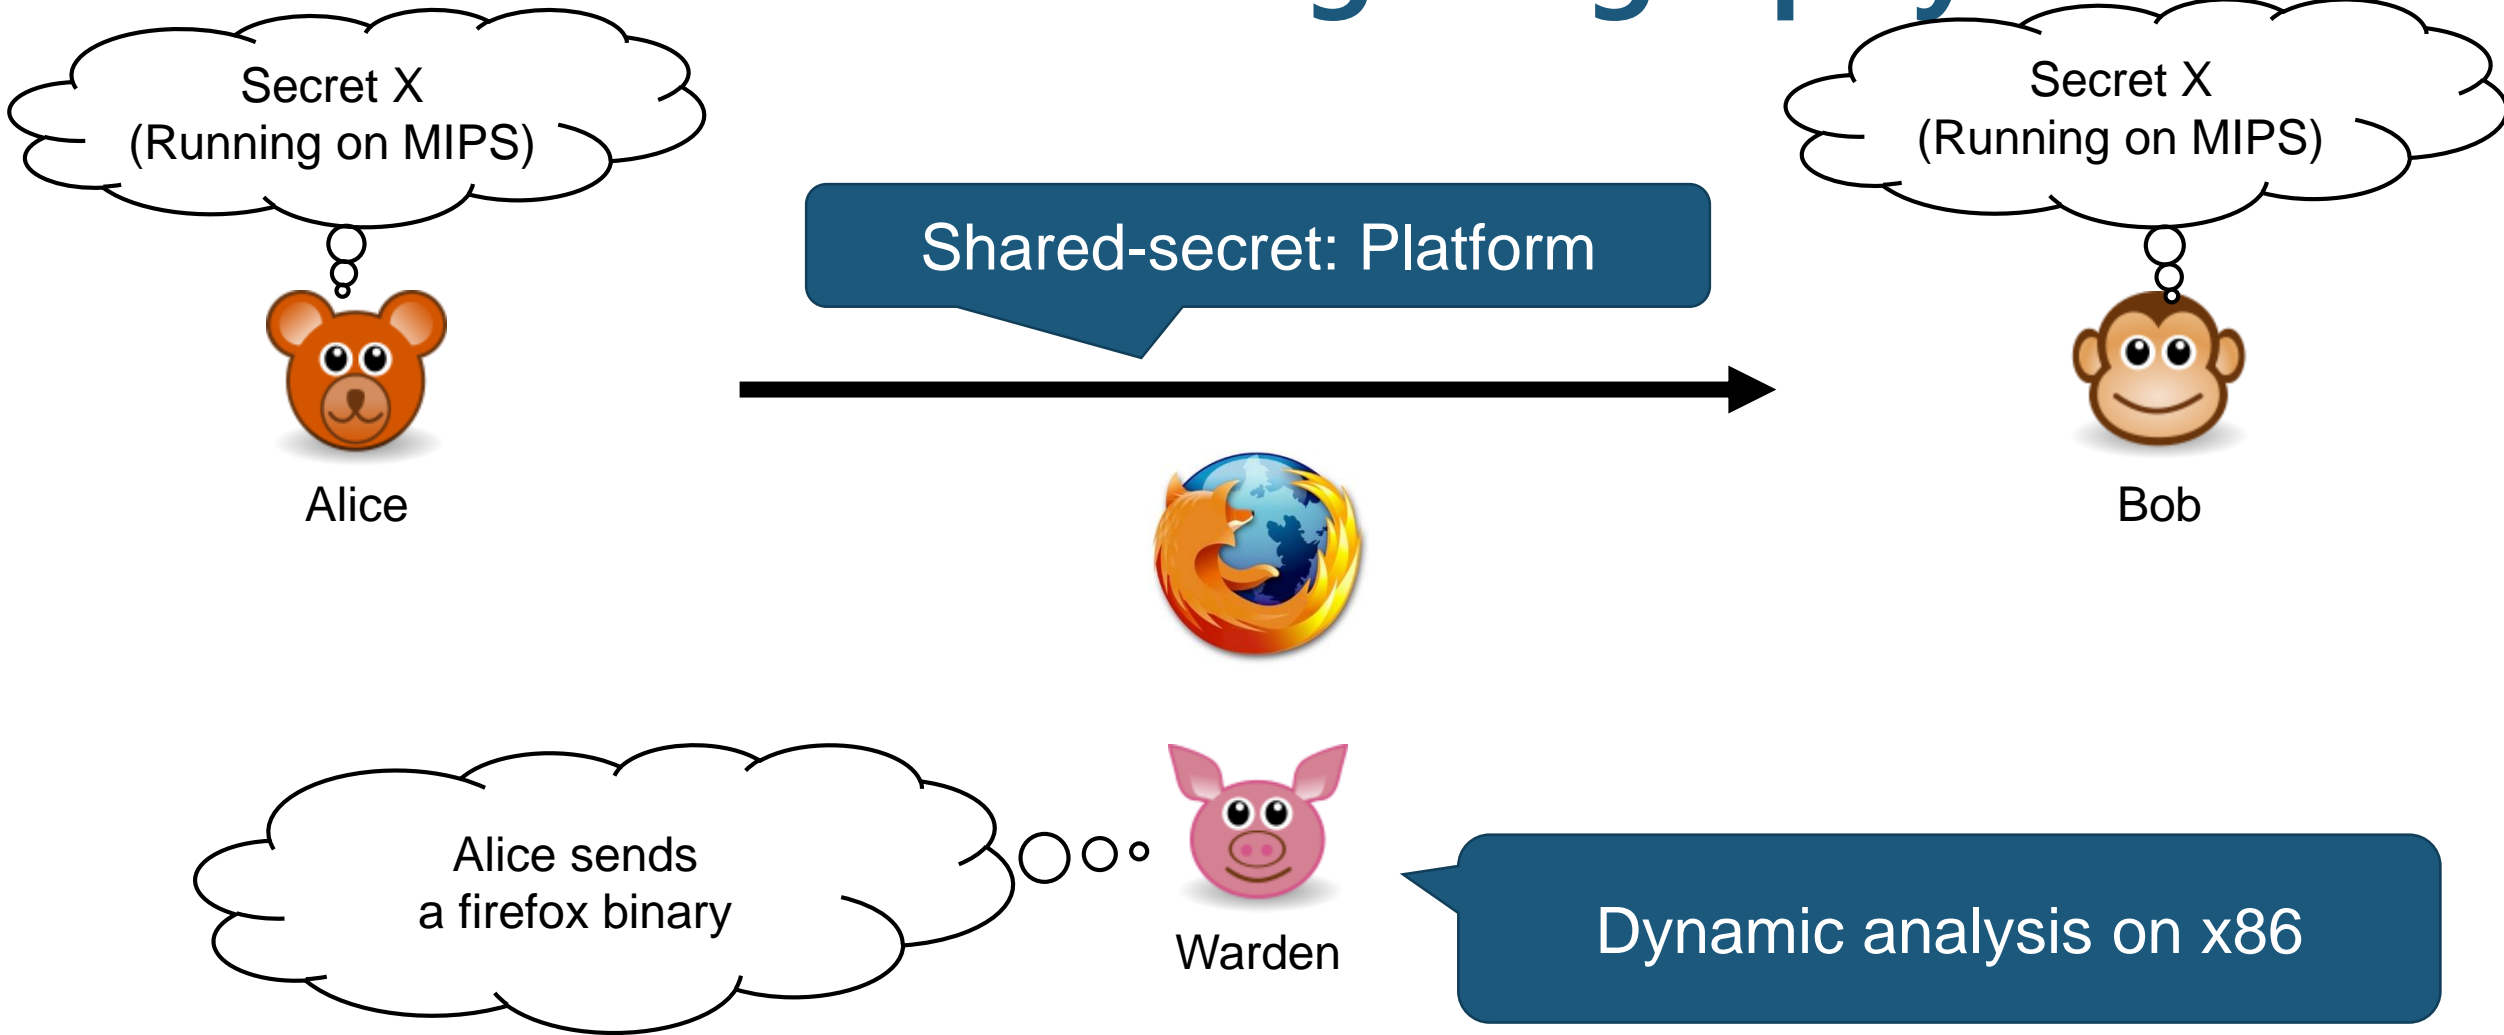 Secret X
(Running on MIPS)
Secret X
(Running on MIPS)
Shared-secret: Platform
Alice
Bob
Alice sends
a firefox binary
Warden
Dynamic analysis on x86